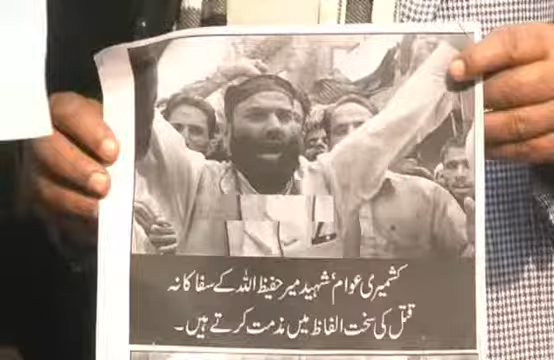 کشمیری عوام' شہید میر حفیظ اللہ کے سفاکانہ
قتل کی سخت الفاظ میں مذمت کرتے ہیں۔